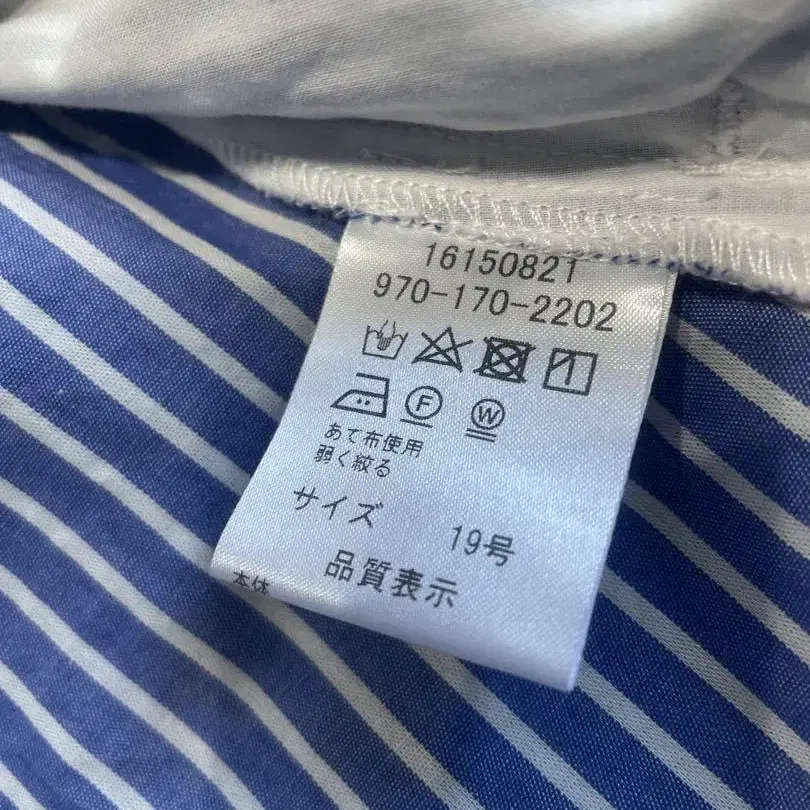 16150821
970-170-2202
F W
あて布使用
弱く絞る
サイズ 19号
品質表示
本体